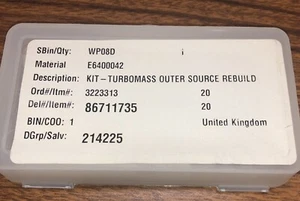 SBin/Qty: WP08D i
Material E6400042
Description: KIT-TURBOMASS OUTER SOURCE REBUILD
Ord#/Itm#: 3223313 20
Del#/Item#: 86711735 20
BIN/COO: 1 United Kingdom
DGrp/Salv: 214225